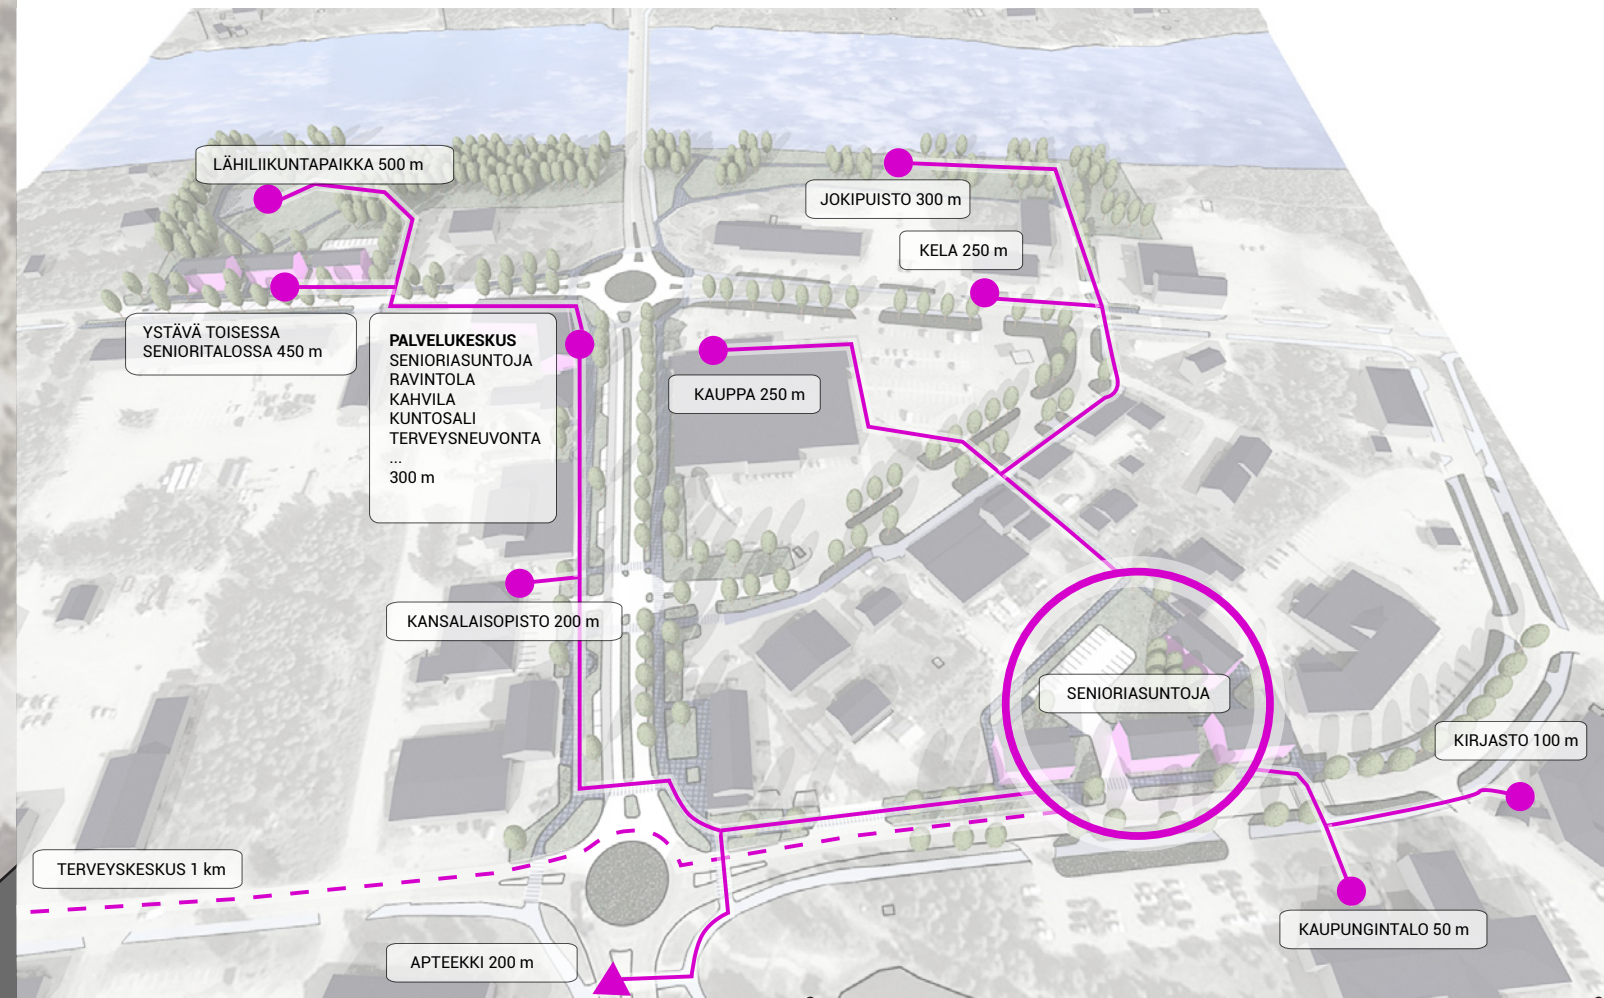 LÄHILIIKUNTAPAIKKA 500 m
JOKIPUISTO 300 m
KELA 250 m
YSTÄVÄ TOISESSA
SENIORITALOSSA 450 m
PALVELUKESKUS
SENIORIASUNTOJA
RAVINTOLA
KAHVILA
KUNTOSALI
TERVEYSNEUVONTA
...
300 m
KAUPPA 250 m
KANSALAISOPISTO 200 m
SENIORIASUNTOJA
KIRJASTO 100 m
TERVEYSKESKUS 1 km
KAUPUNGINTALO 50 m
APTEEKKI 200 m